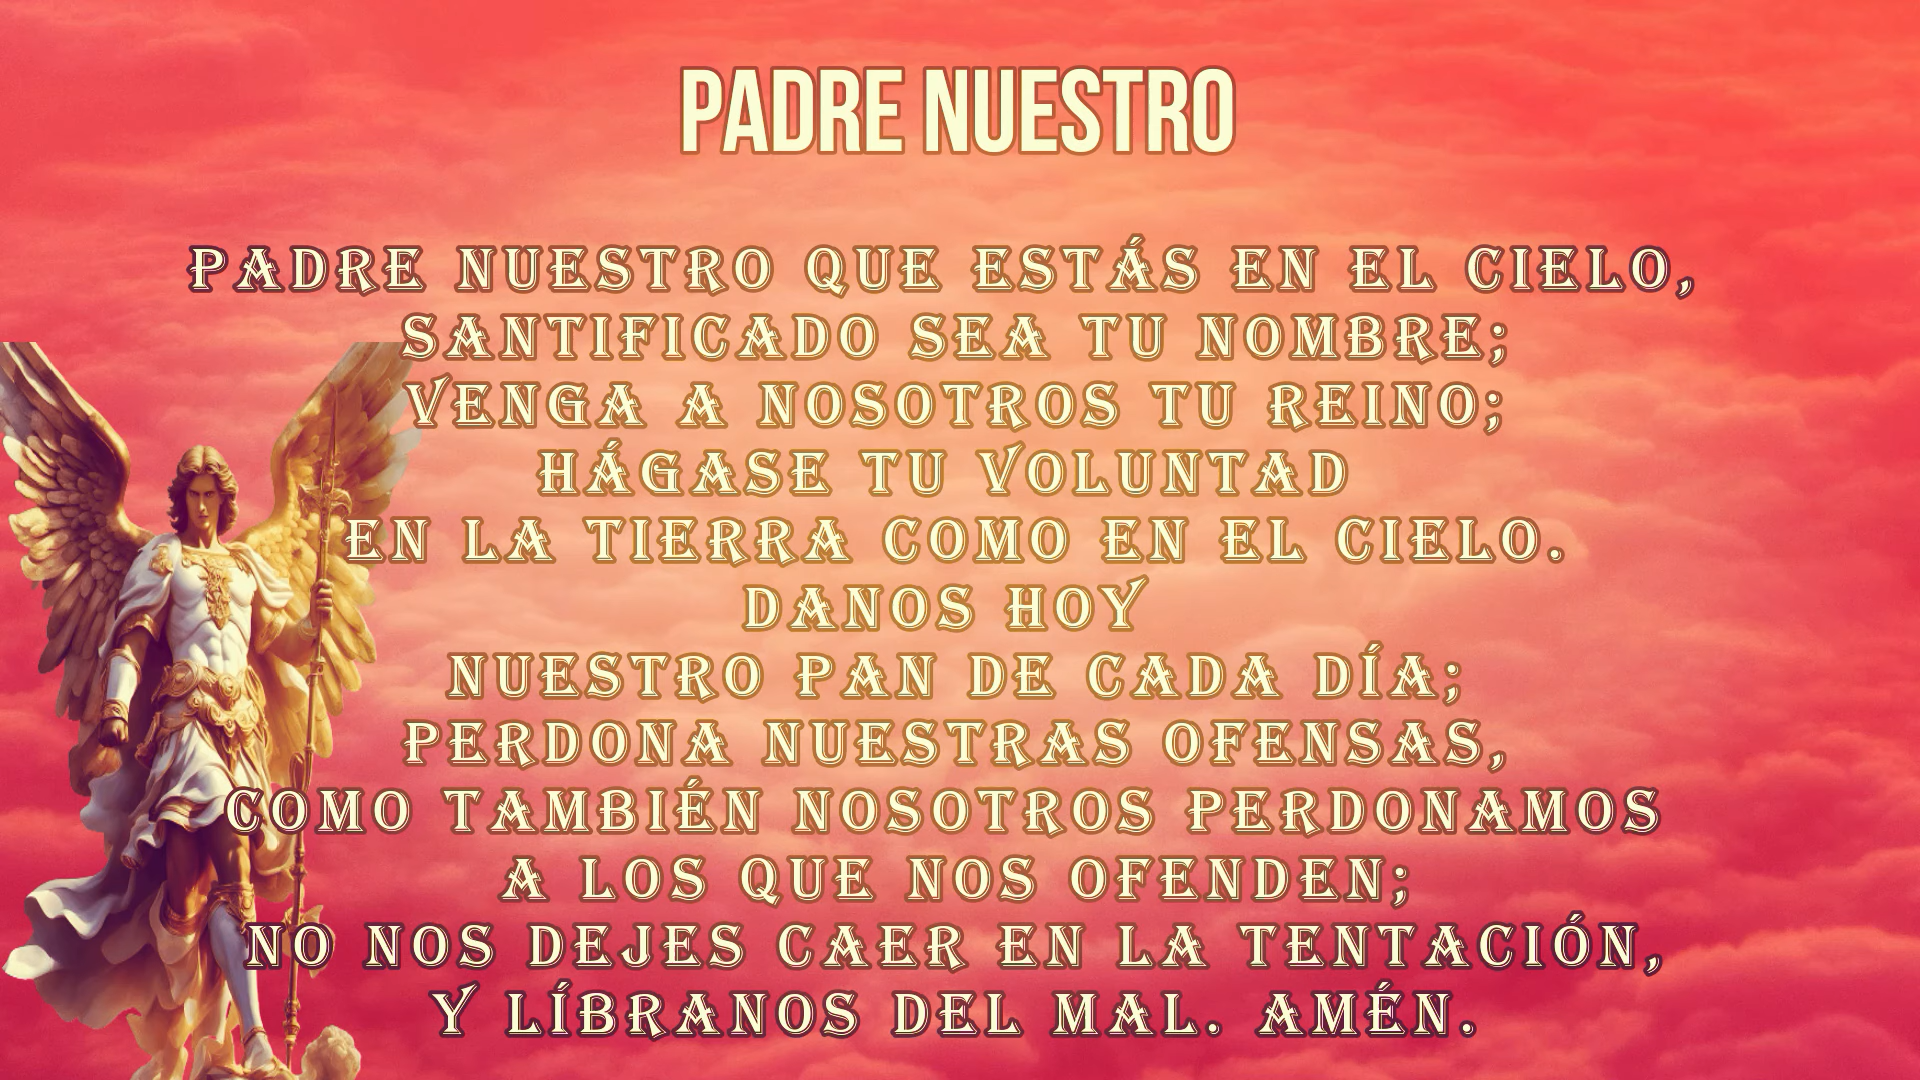 PADRE NUESTRO
PADRE NUESTRO QUE ESTÁS EN EL CIELO,
SANTIFICADO SEA TU NOMBRE;
VENGA A NOSOTROS TU REINO;
HÁGASE TU VOLUNTAD
EN LA TIERRA COMO EN EL CIELO.
DANOS HOY
NUESTRO PAN DE CADA DÍA;
PERDONA NUESTRAS OFENSAS,
COMO TAMBIÉN NOSOTROS PERDONAMOS
A LOS QUE NOS OFENDEN;
NO NOS DEJES CAER EN LA TENTACIÓN,
Y LÍBRANOS DEL MAL. AMÉN.